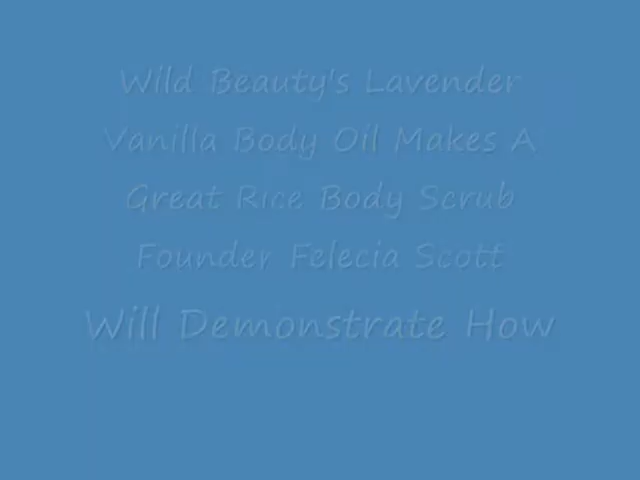 Wild Beauty's Lavender
Vanilla Body Oil Makes A
Great Rice Body Scrub
Founder Felecia Scott
Will Demonstrate How